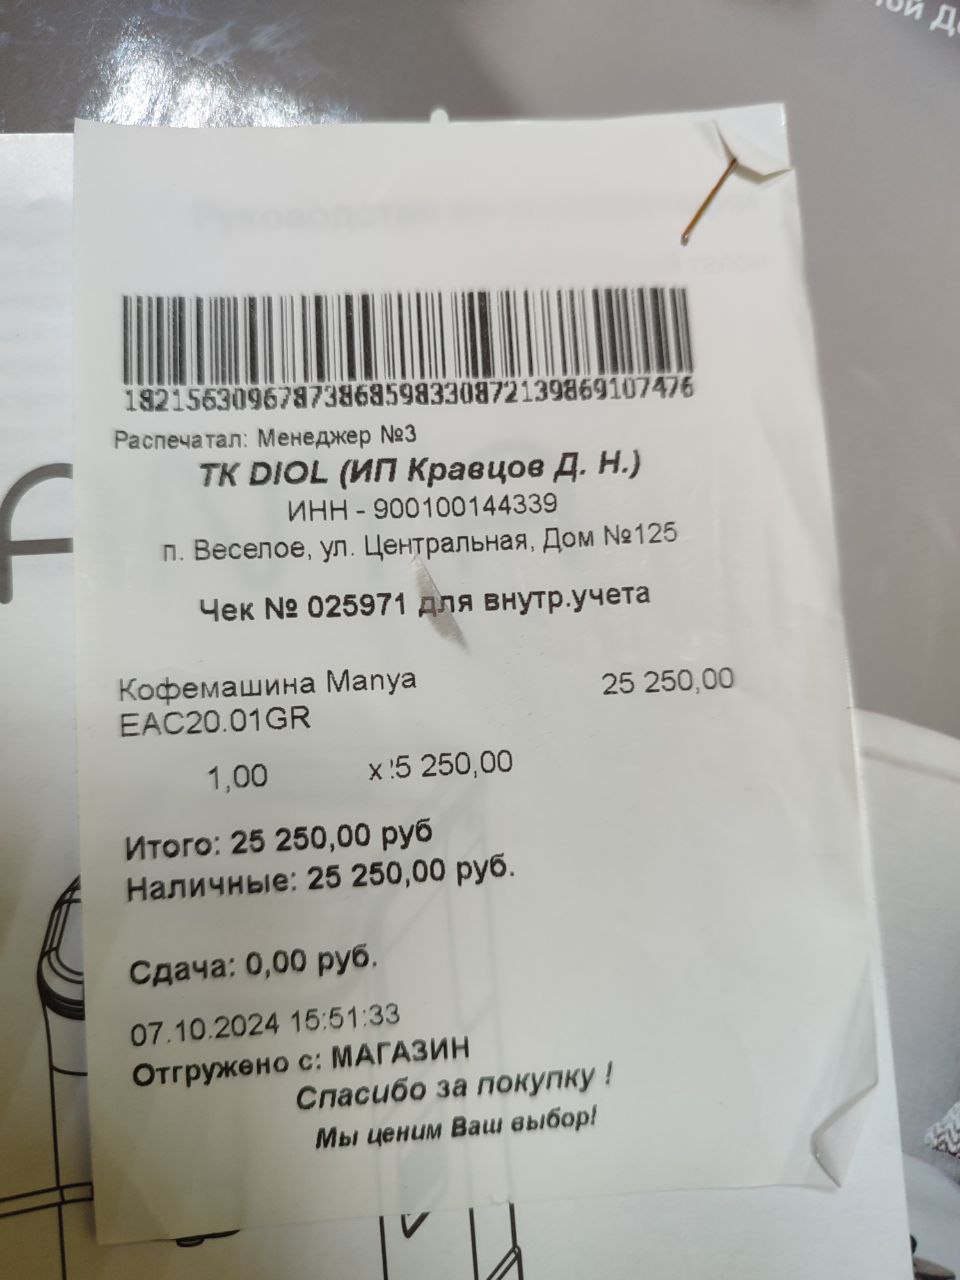 ной
18215630967873868598330872139869107476
Распечатал: Менеджер №3
ТК DIOL (ИП Кравцов Д. Н.)
ИНН - 900100144339
п. Веселое, ул. Центральная, Дом №125
Чек № 025971 для внутр.учета
Кофемашина Manya 25 250,00
EAC20.01GR
1,00 x 5 250,00
Итого: 25 250,00 руб
Наличные: 25 250,00 руб.
Сдача: 0,00 руб.
07.10.2024 15:51:33
Отгружено с: МАГАЗИН
Спасибо за покупку !
Мы ценим Ваш выбор!